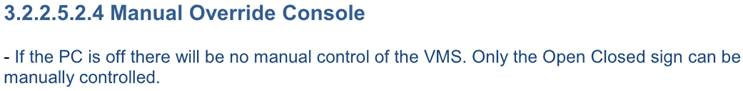 3.2.2.5.2.4 Manual Override Console
- If the PC is off there will be no manual control of the VMS. Only the Open Closed sign can be
manually controlled.